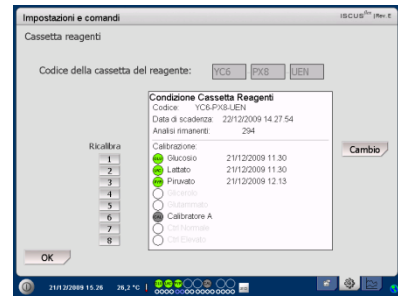 Impostazioni e comandi
ISCUS flex | Rev. E
Cassetta reagenti
Codice della cassetta del reagente: YC6 - PX8 - UEN
Condizione Cassetta Reagenti
Codice: YC6-PX8-UEN
Data di scadenza: 22/12/2009 14.27.54
Analisi rimanenti: 294
Calibrazione:
Ricalibra
1 Glucosio 21/12/2009 11.30
2 Lattato 21/12/2009 11.30
3 Piruvato 21/12/2009 12.13
4 Glicerolo
5 Glutammato
6 Calibratore A
7 Ctrl Normale
8 Ctrl Elevato
Cambio
OK
21/12/2009 15.26 26,2 °C